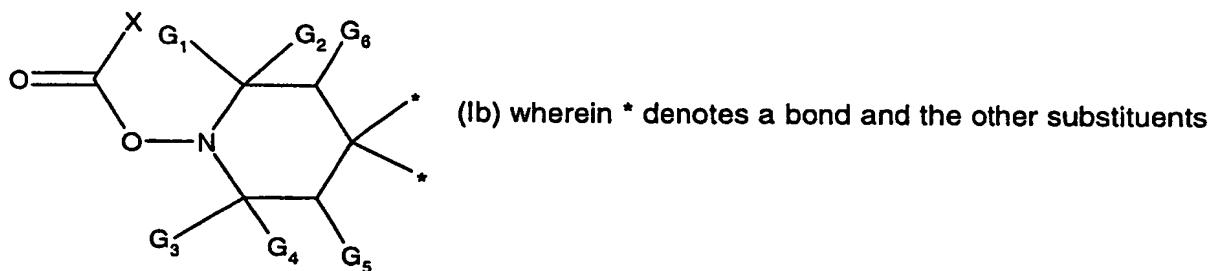 X
G₁ G₂ G₆
O
* (Ib) wherein * denotes a bond and the other substituents
O N
*
G₃ G₄ G₅